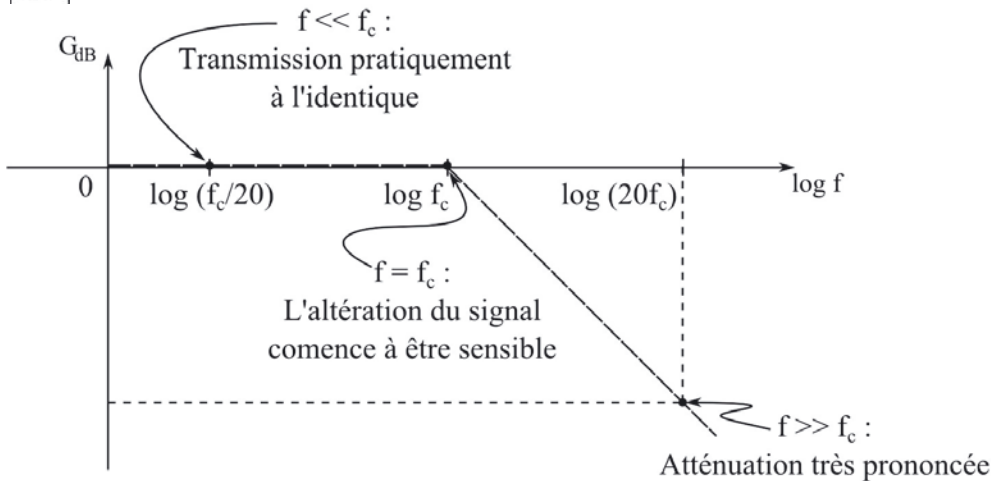 f << fc :
GdB
Transmission pratiquement
à l'identique
0
log (fc/20)
log fc
log (20fc)
log f
f = fc :
L'altération du signal
comence à être sensible
f >> fc :
Atténuation très prononcée